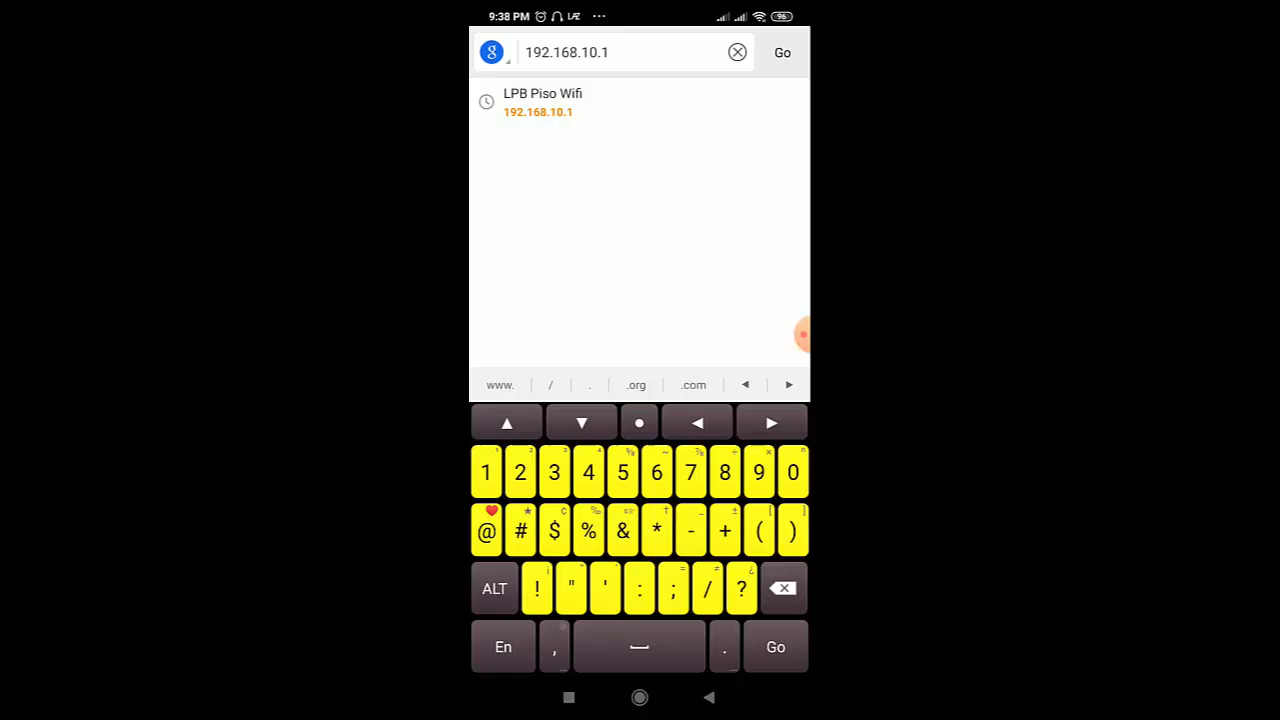 9:38 PM LAZ ... 96
g 192.168.10.1 Go
LPB Piso Wifi
192.168.10.1
www. / . .org .com
1 2 3 4 5 6 7 8 9 0
@ # $ % & * - + ( )
ALT ! " ' : ; / ?
En , . Go